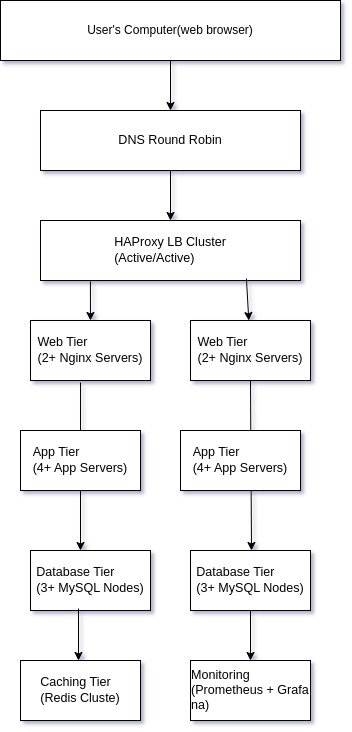 User's Computer(web browser)
DNS Round Robin
HAProxy LB Cluster
(Active/Active)
Web Tier
(2+ Nginx Servers)
Web Tier
(2+ Nginx Servers)
App Tier
(4+ App Servers)
App Tier
(4+ App Servers)
Database Tier
(3+ MySQL Nodes)
Database Tier
(3+ MySQL Nodes)
Caching Tier
(Redis Cluste)
Monitoring
(Prometheus + Grafa
na)